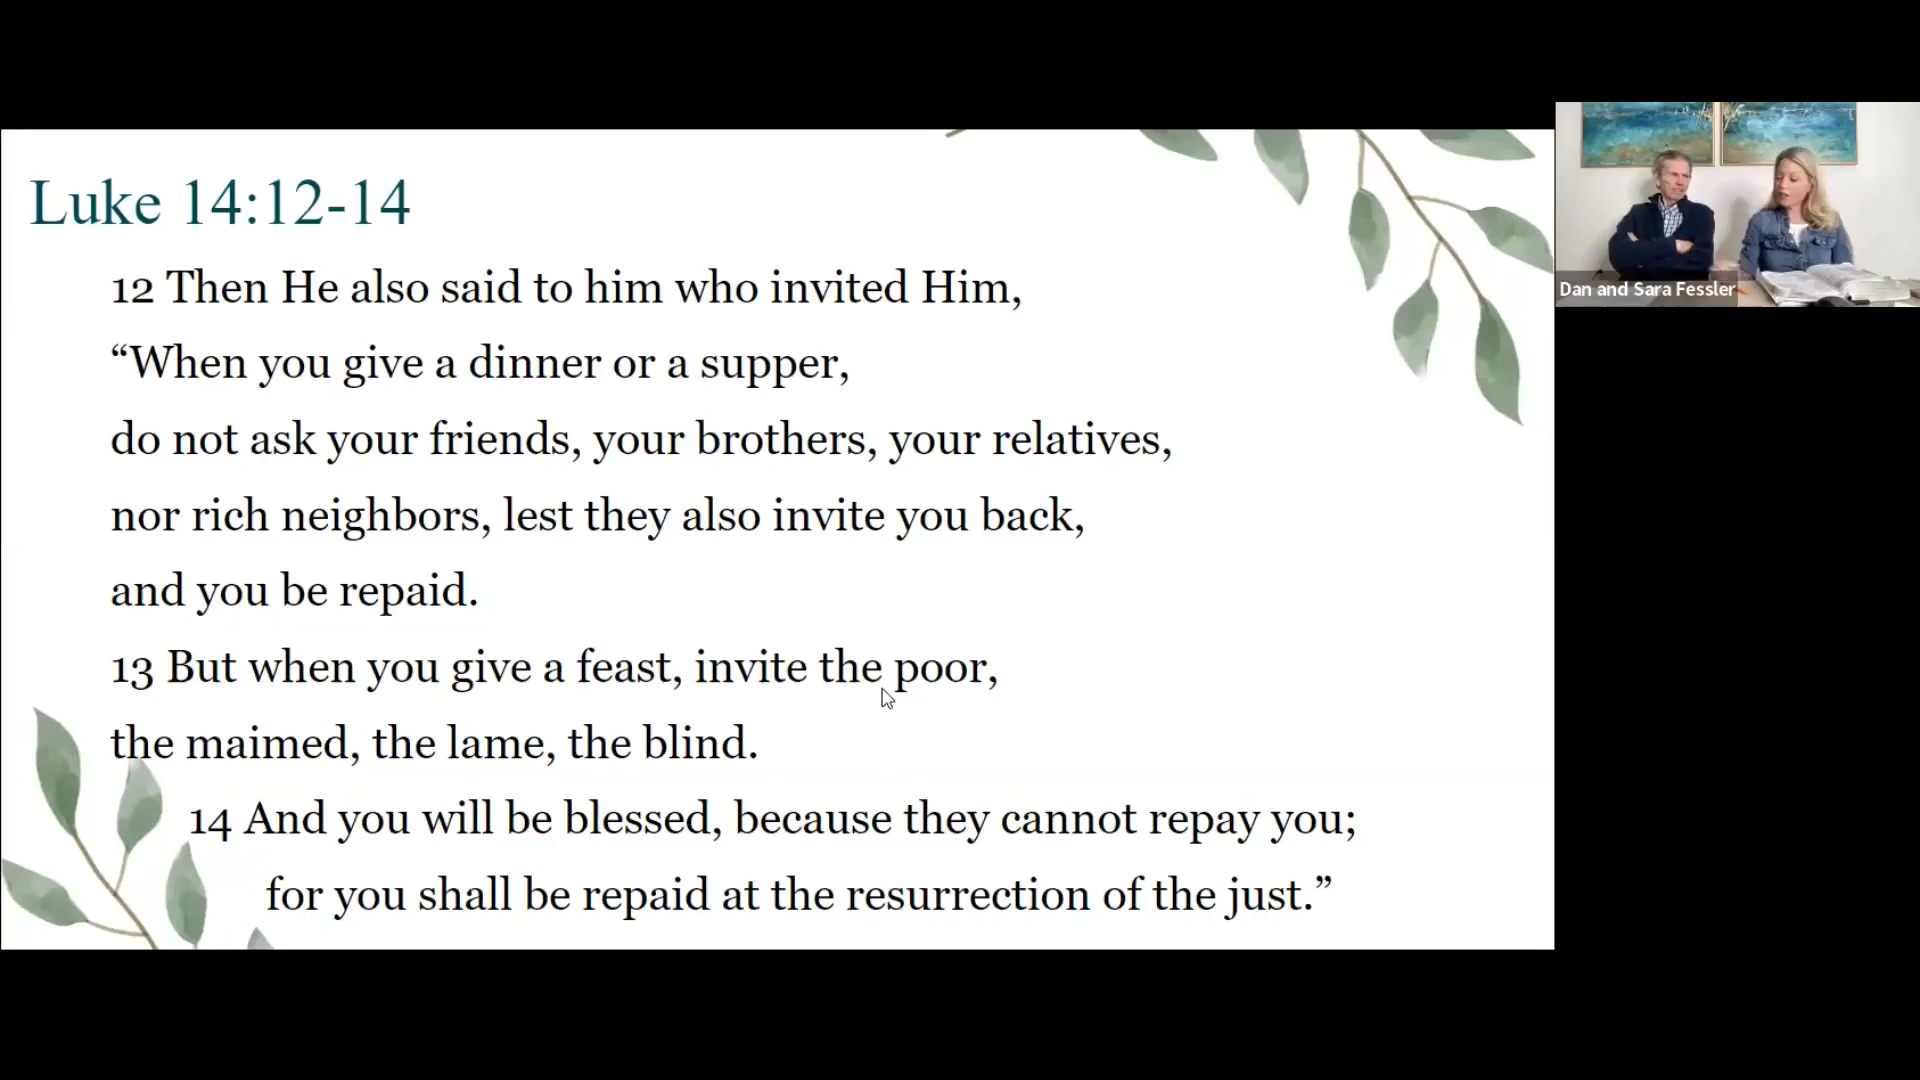 Luke 14:12-14
12 Then He also said to him who invited Him,
“When you give a dinner or a supper,
do not ask your friends, your brothers, your relatives,
nor rich neighbors, lest they also invite you back,
and you be repaid.
13 But when you give a feast, invite the poor,
the maimed, the lame, the blind.
14 And you will be blessed, because they cannot repay you;
for you shall be repaid at the resurrection of the just.”
Dan and Sara Fessler